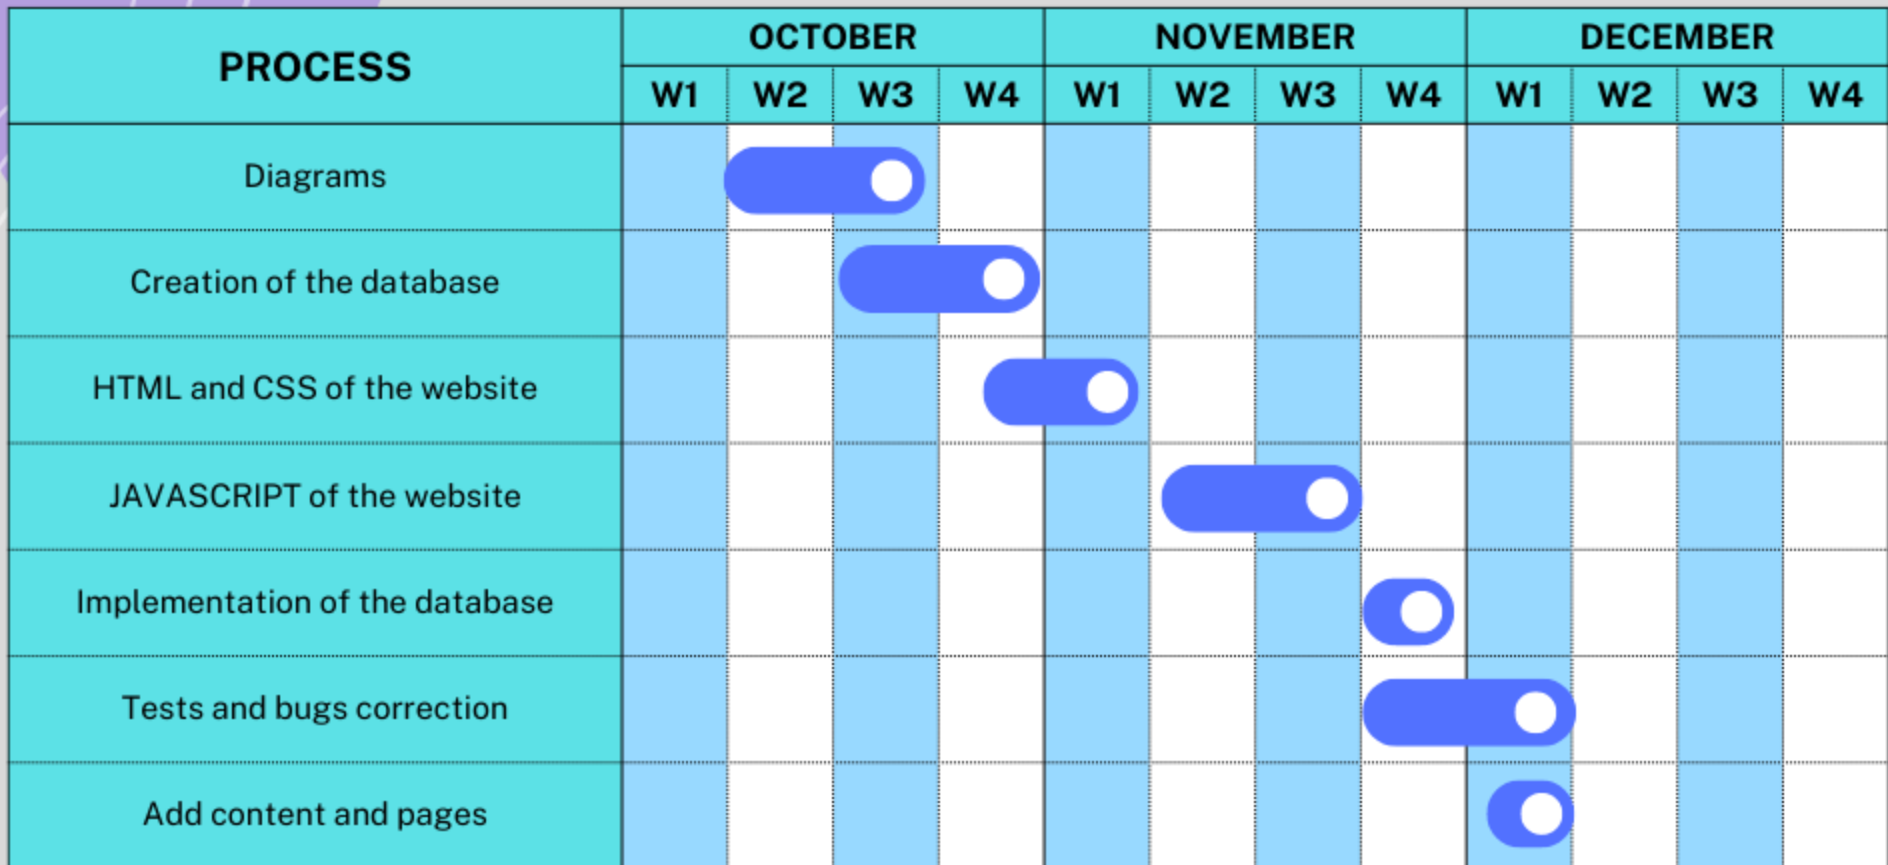 PROCESS
OCTOBER NOVEMBER DECEMBER
W1 W2 W3 W4 W1 W2 W3 W4 W1 W2 W3 W4
Diagrams
Creation of the database
HTML and CSS of the website
JAVASCRIPT of the website
Implementation of the database
Tests and bugs correction
Add content and pages